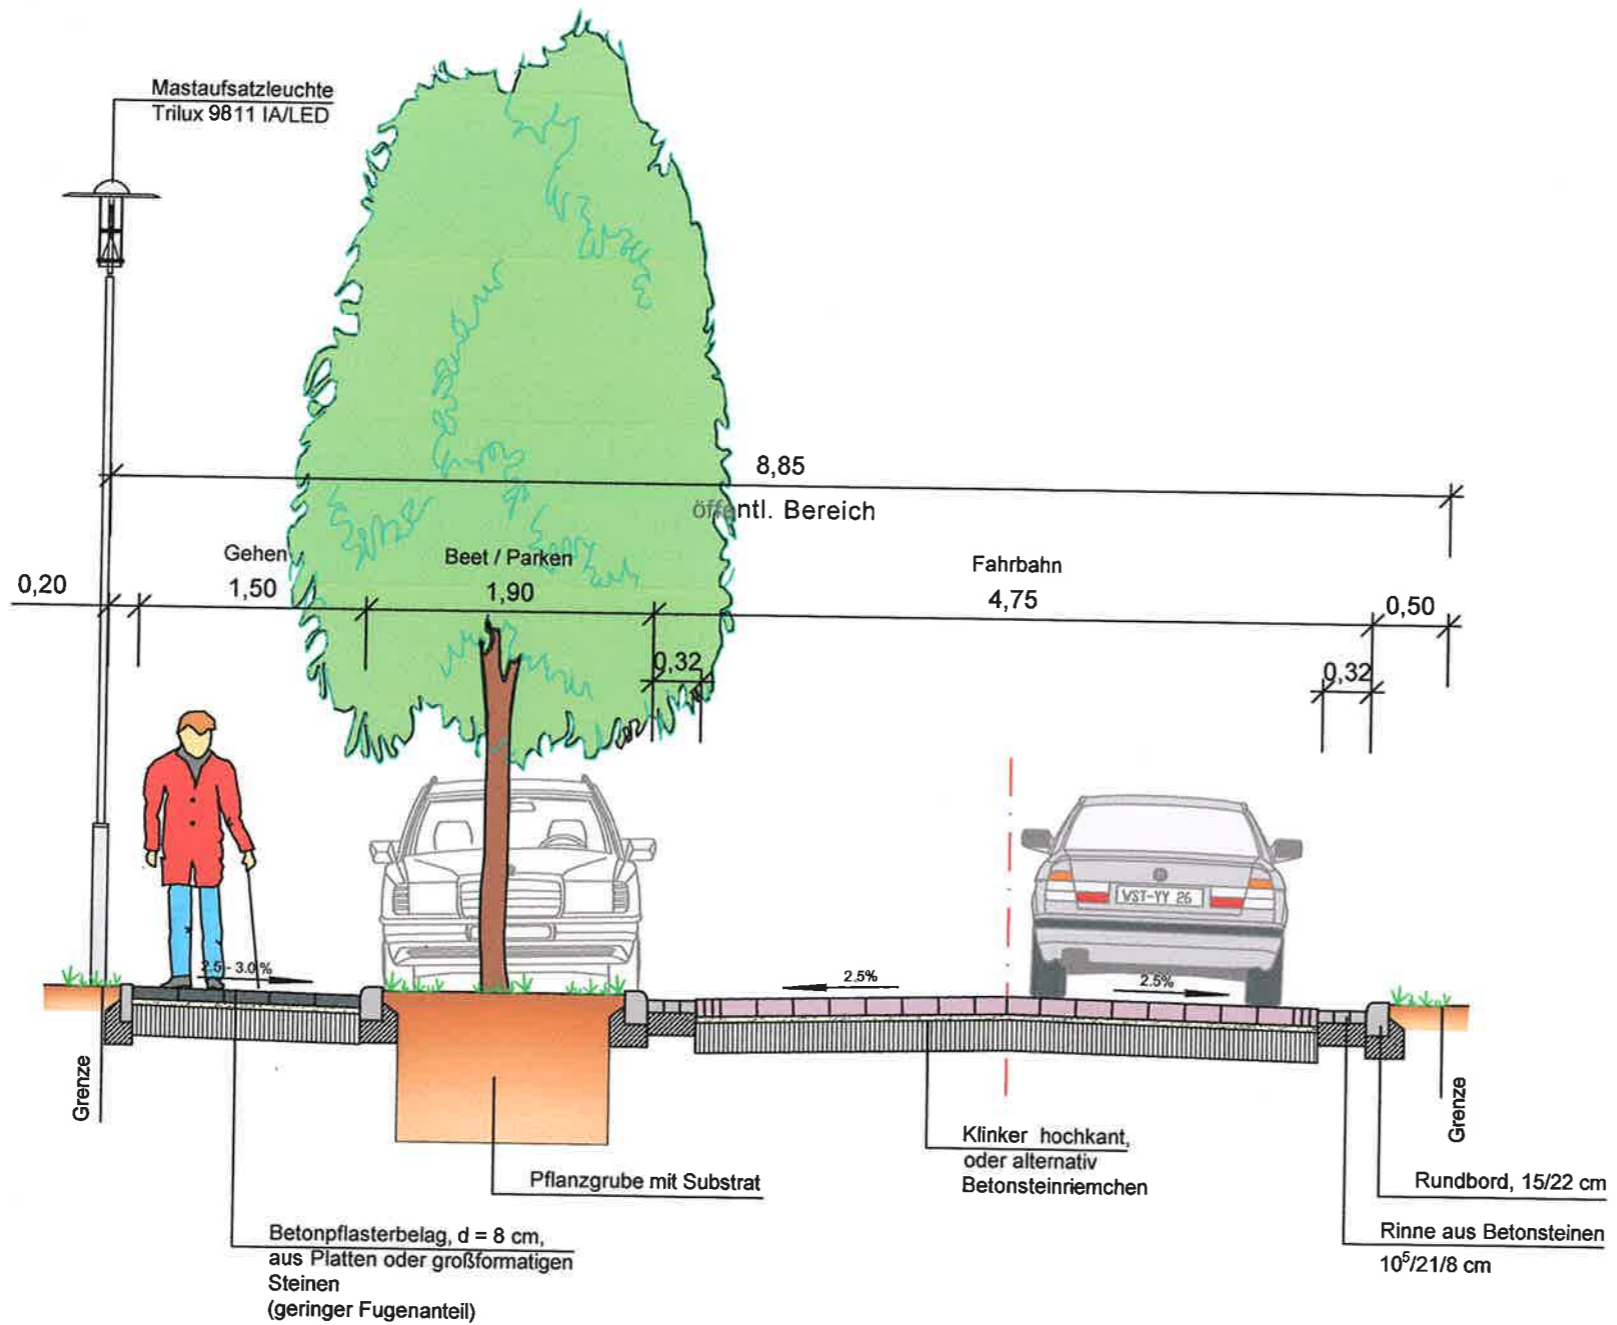 Mastaufsatzleuchte
Trilux 9811 IA/LED
8,85
öffentl. Bereich
Gehen
Beet / Parken
Fahrbahn
0,20
1,50
1,90
4,75
0,50
0,32
0,32
WST-YY 26
2.5 - 3.0 %
2,5%
2.5%
Grenze
Grenze
Klinker hochkant,
oder alternativ
Betonsteinriemchen
Pflanzgrube mit Substrat
Rundbord, 15/22 cm
Betonpflasterbelag, d = 8 cm,
aus Platten oder großformatigen
Steinen
(geringer Fugenanteil)
Rinne aus Betonsteinen
10⁵/21/8 cm